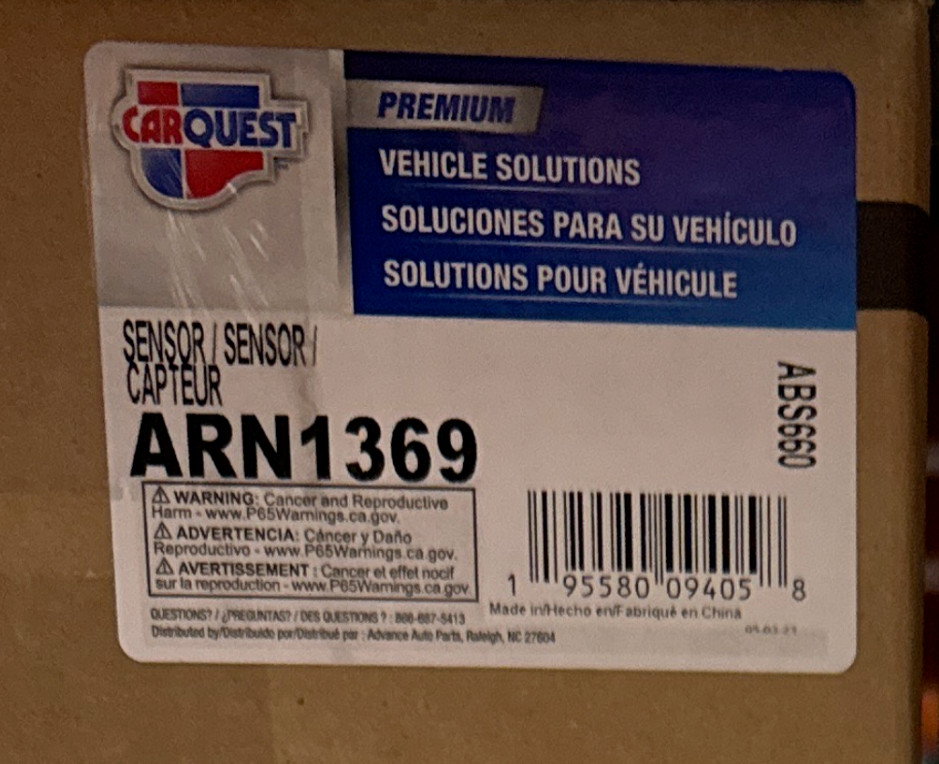 CARQUEST
PREMIUM
VEHICLE SOLUTIONS
SOLUCIONES PARA SU VEHÍCULO
SOLUTIONS POUR VÉHICULE
SENSOR / SENSOR /
CAPTEUR
ARN1369
ABS660
⚠ WARNING: Cancer and Reproductive
Harm - www.P65Warnings.ca.gov.
⚠ ADVERTENCIA: Cáncer y Daño
Reproductivo - www.P65Warnings.ca.gov.
⚠ AVERTISSEMENT : Cancer et effet nocif
sur la reproduction - www.P65Warnings.ca.gov.
1 95580 09405 8
Made in/Hecho en/Fabriqué en China
QUESTIONS? / ¿PREGUNTAS? / DES QUESTIONS ? : 866-687-5413
Distributed by/Distribuido por/Distribué par : Advance Auto Parts, Raleigh, NC 27604